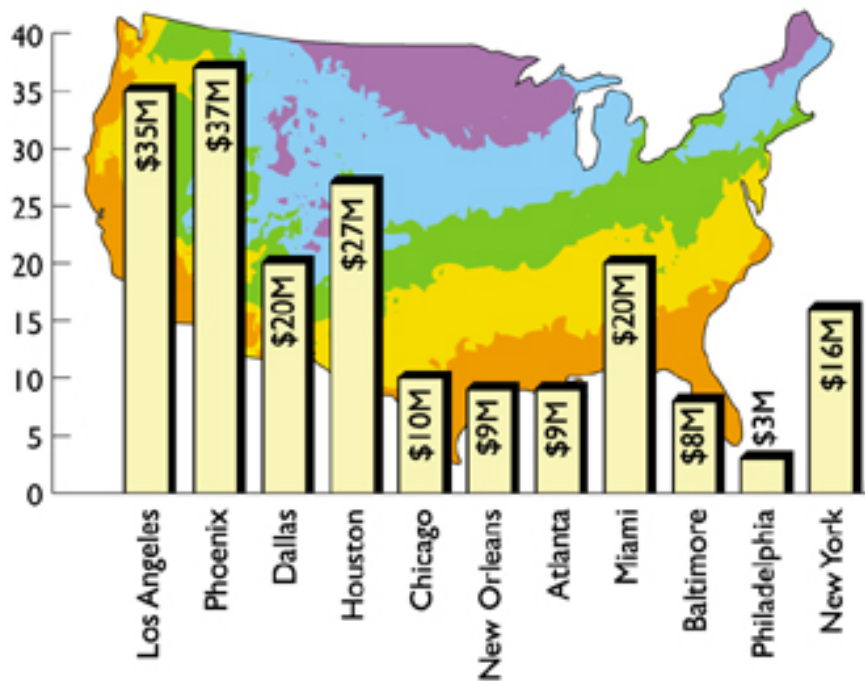 40
35
30
25
20
15
10
5
0
$35M
$37M
$20M
$27M
$10M
$9M
$9M
$20M
$8M
$3M
$16M
Los Angeles
Phoenix
Dallas
Houston
Chicago
New Orleans
Atlanta
Miami
Baltimore
Philadelphia
New York